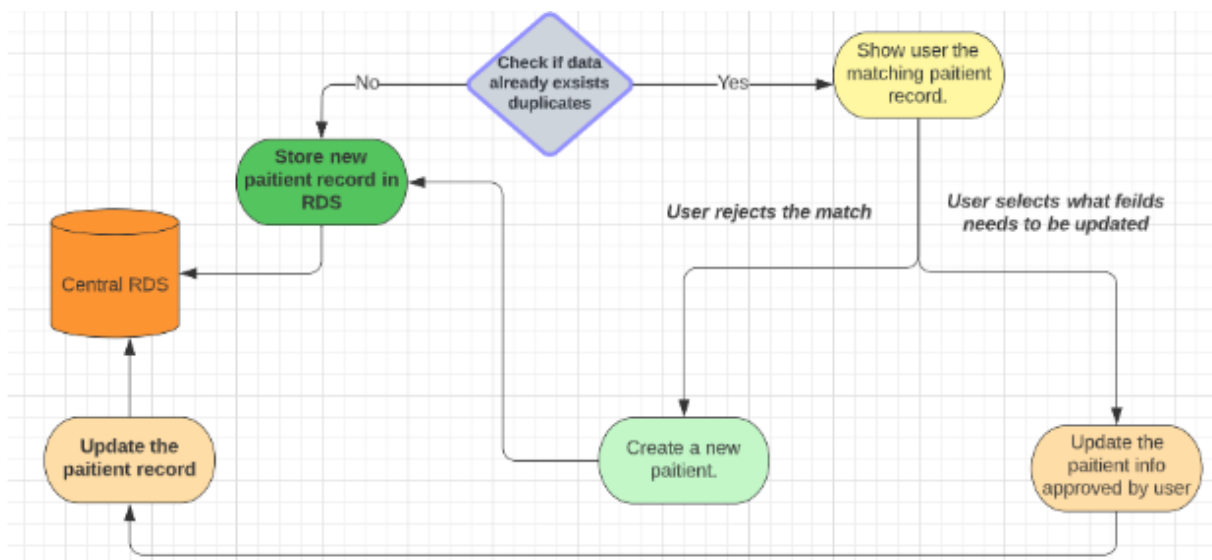 Check if data
already exsists
duplicates
No
Yes
Show user the
matching paitient
record.
Store new
paitient record in
RDS
User rejects the match
User selects what feilds
needs to be updated
Central RDS
Update the
paitient record
Create a new
paitient.
Update the
paitient info
approved by user